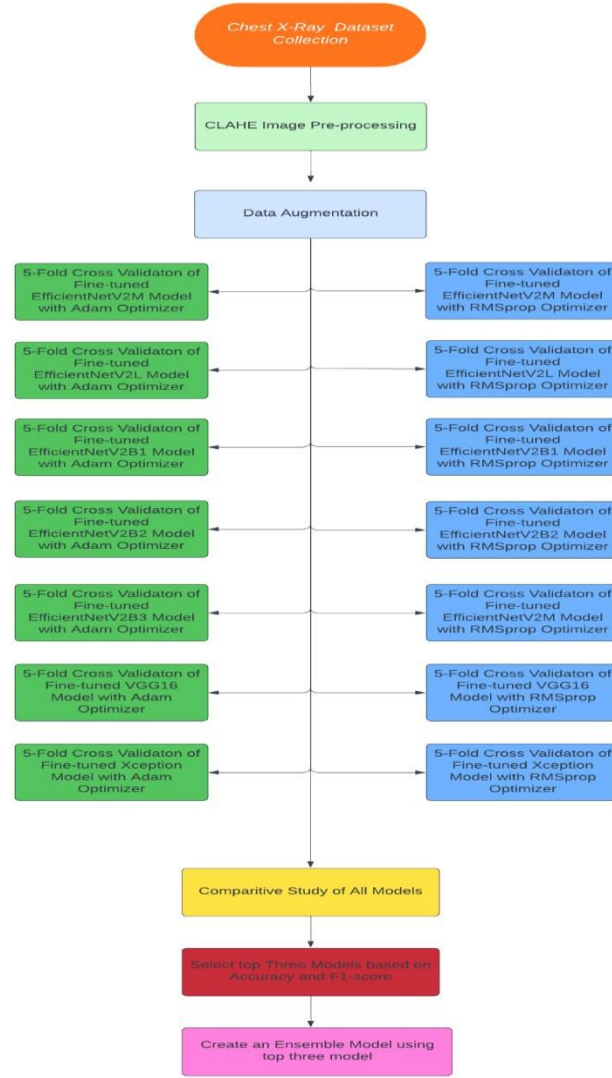 Chest X-Ray Dataset
Collection
CLAHE Image Pre-processing
Data Augmentation
5-Fold Cross Validaton of
Fine-tuned
EfficientNetV2M Model
with Adam Optimizer
5-Fold Cross Validaton of
Fine-tuned
EfficientNetV2M Model
with RMSprop Optimizer
5-Fold Cross Validaton of
Fine-tuned
EfficientNetV2L Model
with Adam Optimizer
5-Fold Cross Validaton of
Fine-tuned
EfficientNetV2L Model
with RMSprop Optimizer
5-Fold Cross Validaton of
Fine-tuned
EfficientNetV2B1 Model
with Adam Optimizer
5-Fold Cross Validaton of
Fine-tuned
EfficientNetV2B1 Model
with RMSprop Optimizer
5-Fold Cross Validaton of
Fine-tuned
EfficientNetV2B2 Model
with Adam Optimizer
5-Fold Cross Validaton of
Fine-tuned
EfficientNetV2B2 Model
with RMSprop Optimizer
5-Fold Cross Validaton of
Fine-tuned
EfficientNetV2B3 Model
with Adam Optimizer
5-Fold Cross Validaton of
Fine-tuned
EfficientNetV2M Model
with RMSprop Optimizer
5-Fold Cross Validaton of
Fine-tuned VGG16
Model with Adam
Optimizer
5-Fold Cross Validaton of
Fine-tuned VGG16
Model with RMSprop
Optimizer
5-Fold Cross Validaton of
Fine-tuned Xception
Model with Adam
Optimizer
5-Fold Cross Validaton of
Fine-tuned Xception
Model with RMSprop
Optimizer
Comparitive Study of All Models
Select top Three Models based on
Accuracy and F1-score
Create an Ensemble Model using
top three model